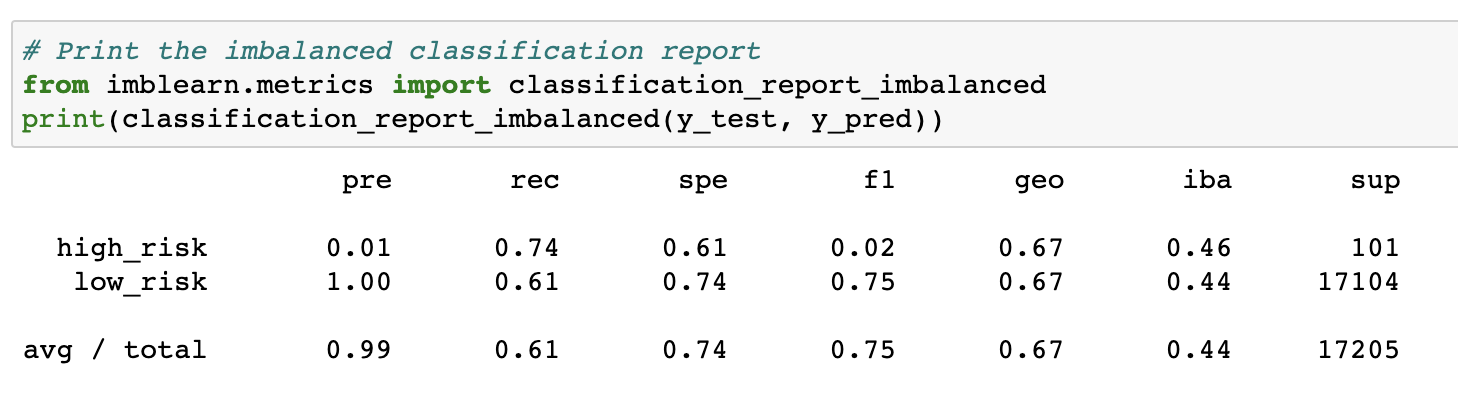 # Print the imbalanced classification report
from imblearn.metrics import classification_report_imbalanced
print(classification_report_imbalanced(y_test, y_pred))
pre rec spe f1 geo iba sup
high_risk 0.01 0.74 0.61 0.02 0.67 0.46 101
low_risk 1.00 0.61 0.74 0.75 0.67 0.44 17104
avg / total 0.99 0.61 0.74 0.75 0.67 0.44 17205